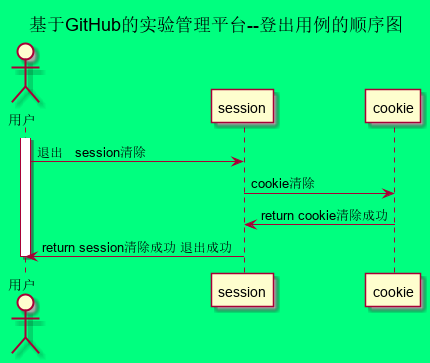 基于GitHub的实验管理平台--登出用例的顺序图
用户
session
cookie
退出 session清除
cookie清除
return cookie清除成功
return session清除成功 退出成功
用户
session
cookie